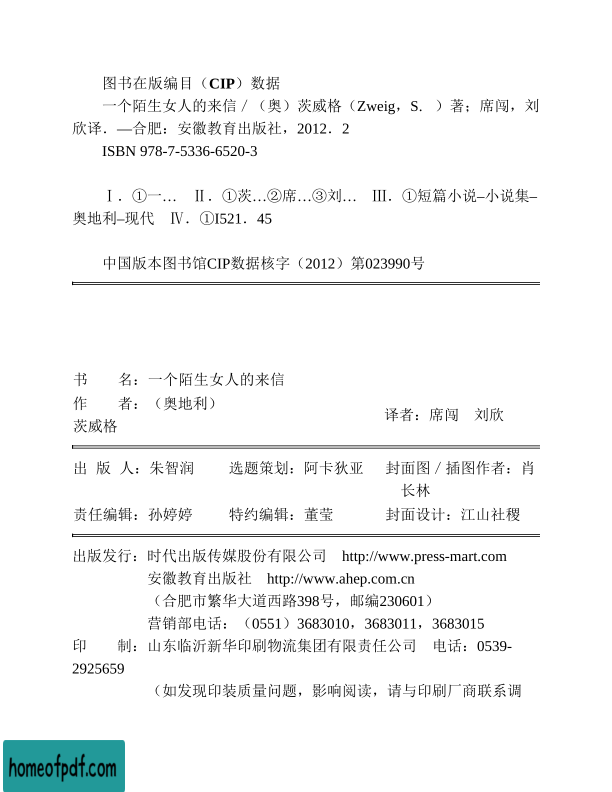 图书在版编目（CIP）数据
一个陌生女人的来信／（奥）茨威格（Zweig，S．）著；席闯，刘
欣译．—合肥：安徽教育出版社，2012．2
ISBN 978-7-5336-6520-3
Ⅰ．①一… Ⅱ．①茨…②席…③刘… Ⅲ．①短篇小说–小说集–
奥地利–现代 Ⅳ．①I521．45
中国版本图书馆CIP数据核字（2012）第023990号
书 名：一个陌生女人的来信
作 者：（奥地利）
茨威格
译者：席闯 刘欣
出 版 人：朱智润 选题策划：阿卡狄亚 封面图／插图作者：肖
长林
责任编辑：孙婷婷 特约编辑：董莹 封面设计：江山社稷
出版发行：时代出版传媒股份有限公司 http://www.press-mart.com
安徽教育出版社 http://www.ahep.com.cn
（合肥市繁华大道西路398号，邮编230601）
营销部电话：（0551）3683010，3683011，3683015
印 制：山东临沂新华印刷物流集团有限责任公司 电话：0539-
2925659
（如发现印装质量问题，影响阅读，请与印刷厂商联系调
homeofpdf.com